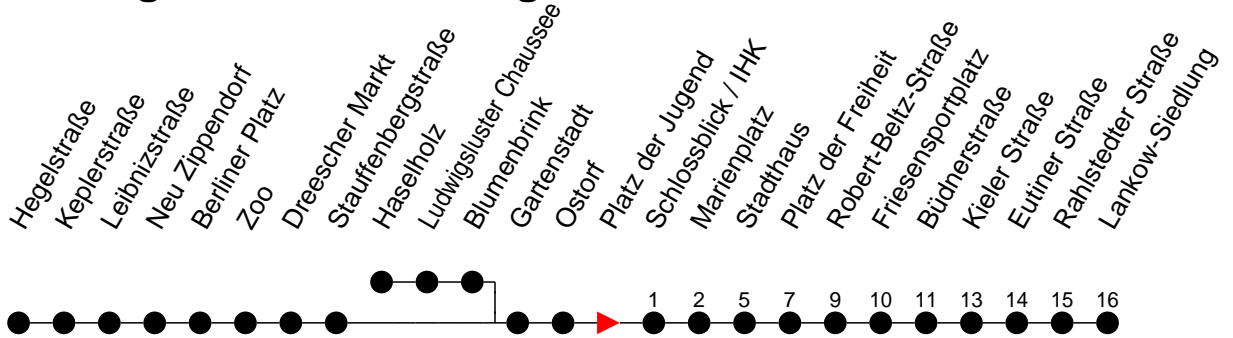 Hegelstraße
Keplerstraße
Leibnizstraße
Neu Zippendorf
Berliner Platz
Zoo
Dreescher Markt
Stauffenbergstraße
Haselholz
Ludwigsluster Chaussee
Blumenbrink
Gartenstadt
Ostorf
Platz der Jugend
Schlossblick / IHK
Marienplatz
Stadthaus
Platz der Freiheit
Robert-Beltz-Straße
Friesensportplatz
Büdnerstraße
Kieler Straße
Eutiner Straße
Rahlstedter Straße
Lankow-Siedlung
1 2 5 7 9 10 11 13 14 15 16